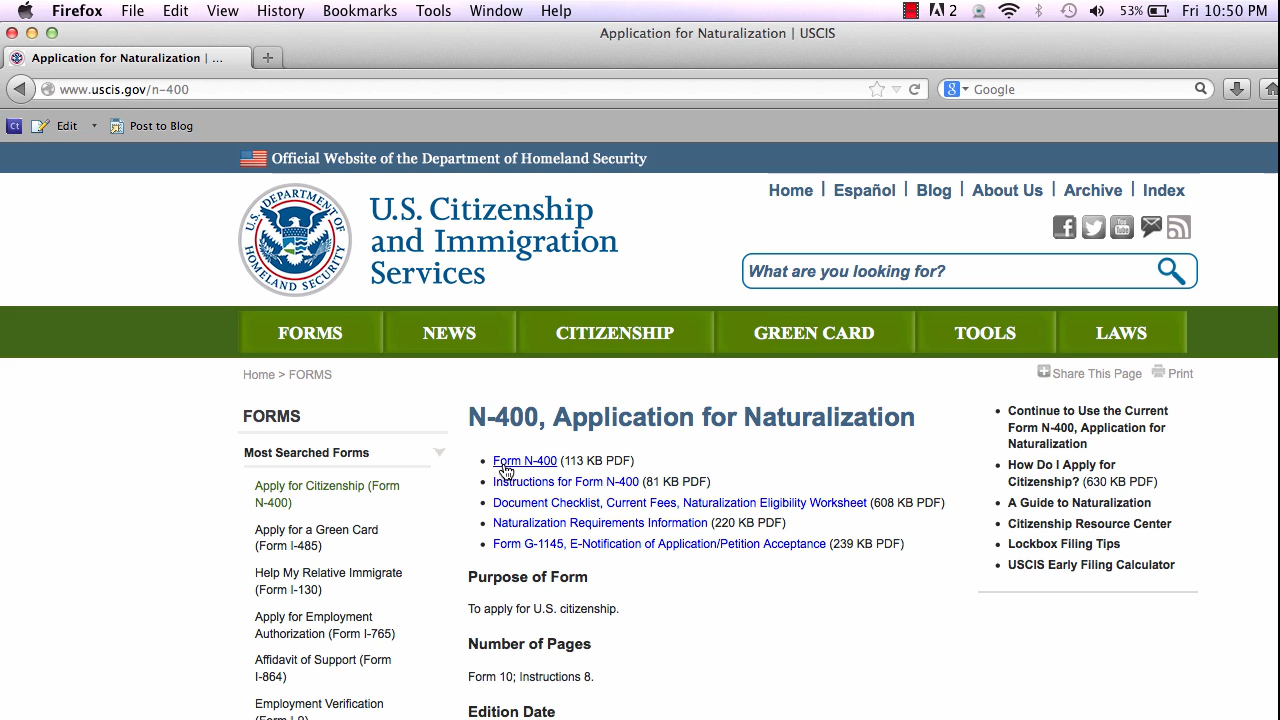 Firefox File Edit View History Bookmarks Tools Window Help 2 53% Fri 10:50 PM
Application for Naturalization | USCIS
Application for Naturalization | ... +
www.uscis.gov/n-400 8 Google
Ct Edit Post to Blog
Official Website of the Department of Homeland Security
Home | Español | Blog | About Us | Archive | Index
U.S. DEPARTMENT OF HOMELAND SECURITY
U.S. Citizenship
and Immigration
Services
You Tube
What are you looking for?
FORMS NEWS CITIZENSHIP GREEN CARD TOOLS LAWS
Home > FORMS
Share This Page Print
FORMS
Most Searched Forms
Apply for Citizenship (Form
N-400)
Apply for a Green Card
(Form I-485)
Help My Relative Immigrate
(Form I-130)
Apply for Employment
Authorization (Form I-765)
Affidavit of Support (Form
I-864)
Employment Verification
(Form I-9)
N-400, Application for Naturalization
• Form N-400 (113 KB PDF)
• Instructions for Form N-400 (81 KB PDF)
• Document Checklist, Current Fees, Naturalization Eligibility Worksheet (608 KB PDF)
• Naturalization Requirements Information (220 KB PDF)
• Form G-1145, E-Notification of Application/Petition Acceptance (239 KB PDF)
Purpose of Form
To apply for U.S. citizenship.
Number of Pages
Form 10; Instructions 8.
Edition Date
• Continue to Use the Current
Form N-400, Application for
Naturalization
• How Do I Apply for
Citizenship? (630 KB PDF)
• A Guide to Naturalization
• Citizenship Resource Center
• Lockbox Filing Tips
• USCIS Early Filing Calculator